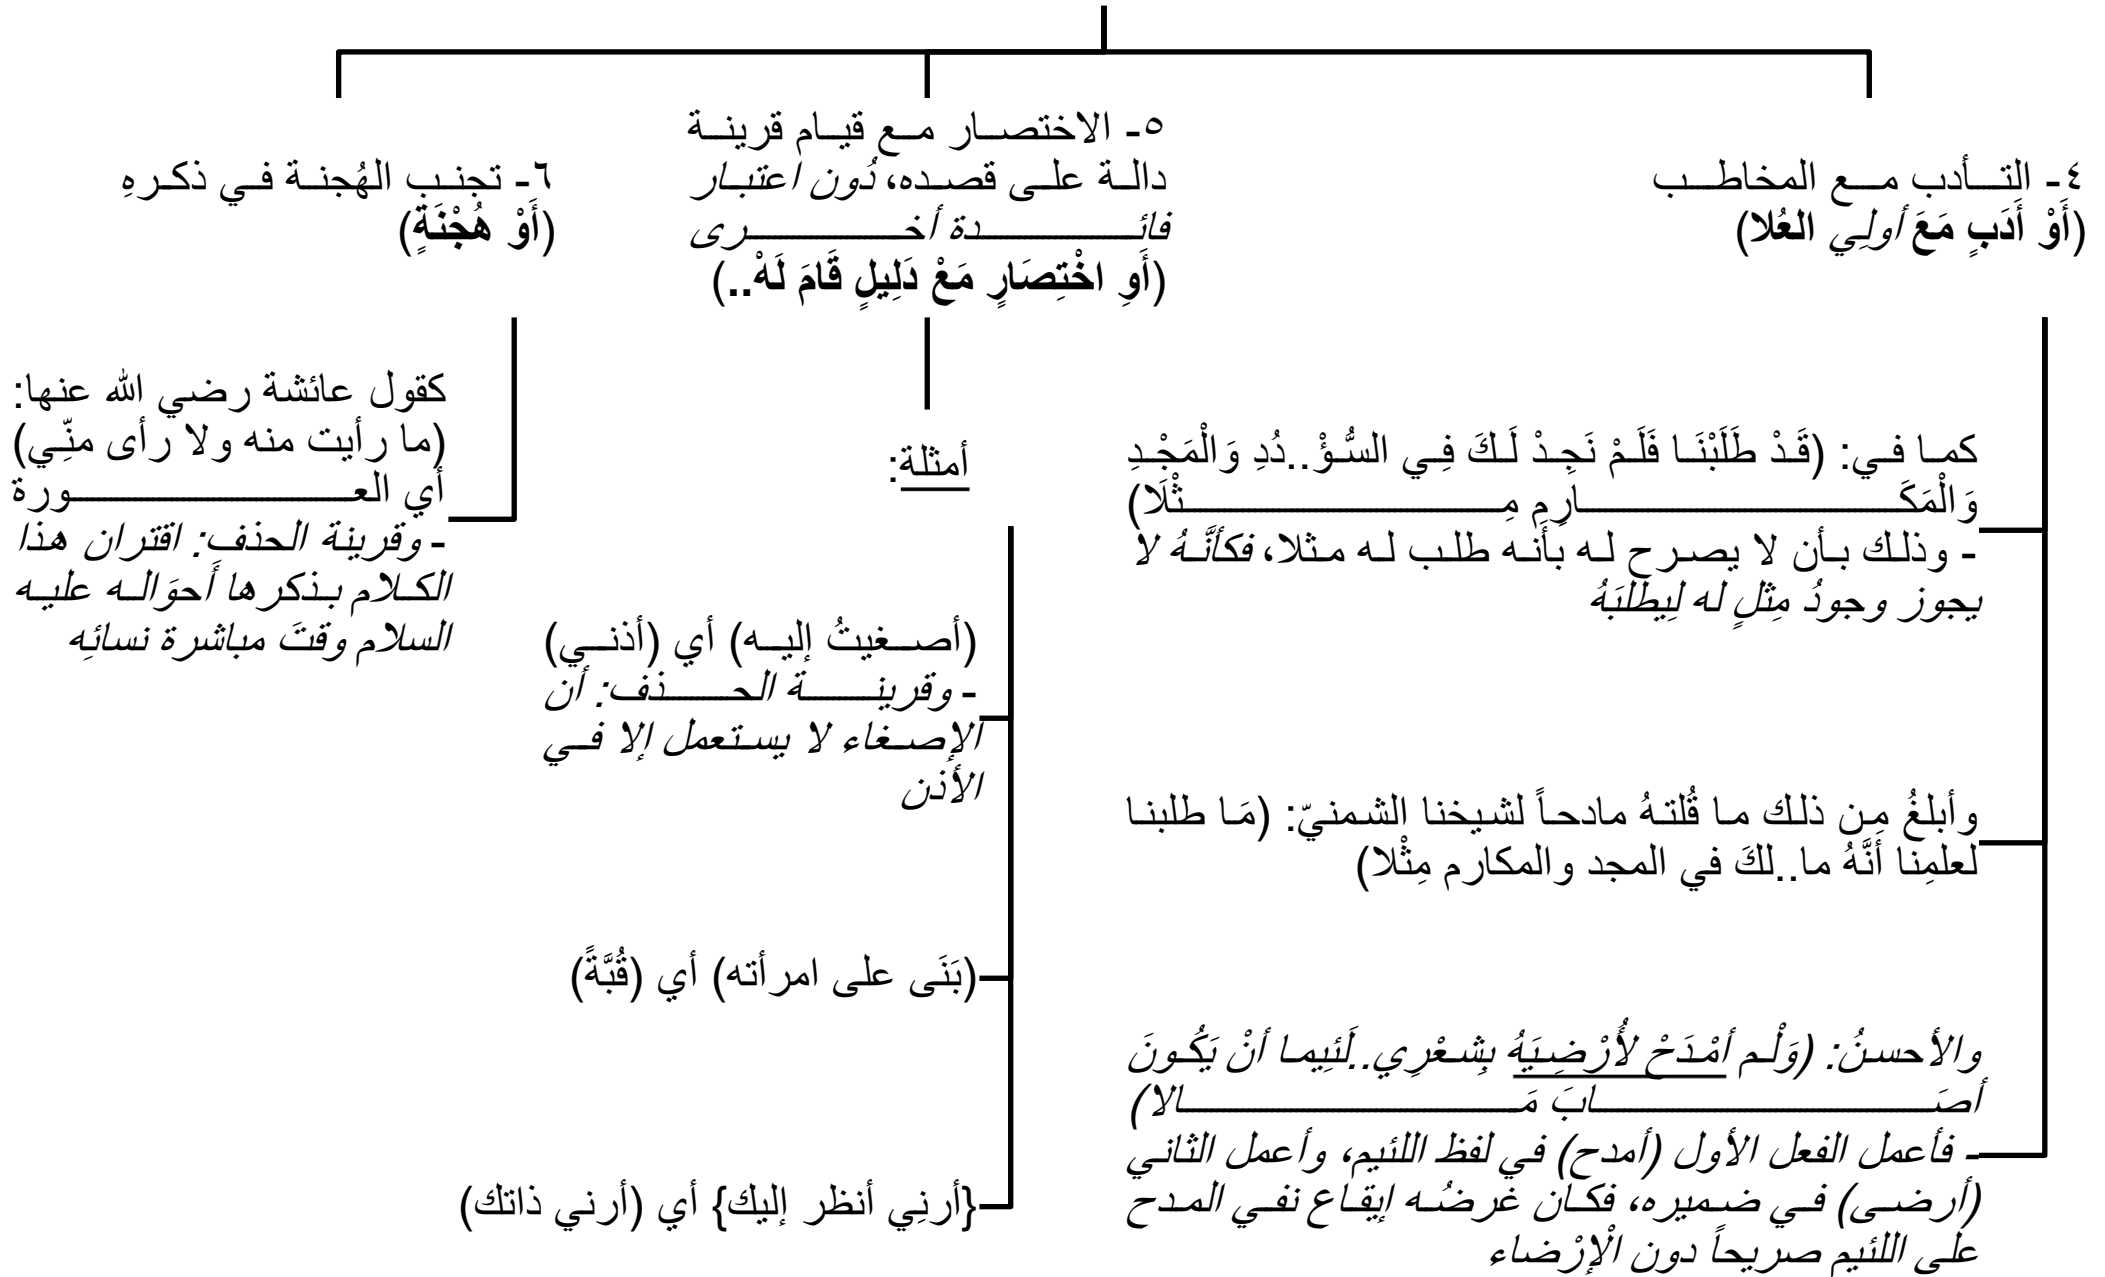 ٤- التأدب مع المخاطب
(أَوْ أَدَبٍ مَعَ أولِي العُلا)
كما في: (قَدْ طَلَبْنَا فَلَمْ نَجِدْ لَكَ فِي السُّؤْ..دُدِ وَالْمَجْدِ
وَالْمَكَارِمِ مِثْلَا)
- وذلك بأن لا يصرح له بأنه طلب له مثلا، فكأنَّهُ لا
يجوز وجودُ مِثلٍ له لِيطلُبَهُ
وأبلغُ مِن ذلك ما قُلتهُ مادحاً لشيخنا الشمنيّ: (مَا طلبنا
لعلمِنا أَنَّهُ ما..لكَ في المجد والمكارم مِثْلا)
والأحسنُ: (وَلْم أمْدَحْ لأُرْضِيَهُ بِشعْرِي..لَئِيما أنْ يَكُونَ
أصَابَ مَالا)
- فأعمل الفعل الأول (أمدح) في لفظ اللئيم، وأعمل الثاني
(أرضى) في ضميره، فكان غرضُه إيقاع نفي المدح
على اللئيم صريحاً دون الْإرْضاء
٥- الاختصار مع قيام قرينة
دالة على قصده، دُون اعتبار
فائدة أخرى
(أَوِ اخْتِصَارٍ مَعْ دَلِيلٍ قَامَ لَهْ..)
أمثلة:
(أصغيتُ إليه) أي (أذني)
- وقرينة الحذف: أن
الإصغاء لا يستعمل إلا في
الأذن
(بَنَى على امرأته) أي (قُبَّةً)
{أرنِي أنظر إليك} أي (أرني ذاتك)
٦- تجنب الهُجنة في ذكرهِ
(أَوْ هُجْنَةٍ)
كقول عائشة رضي الله عنها:
(ما رأيت منه ولا رأى منِّي)
أي العورة
- وقرينة الحذف: اقتران هذا
الكلام بذكرها أَحوَاله عليه
السلام وقتَ مباشرة نسائِه